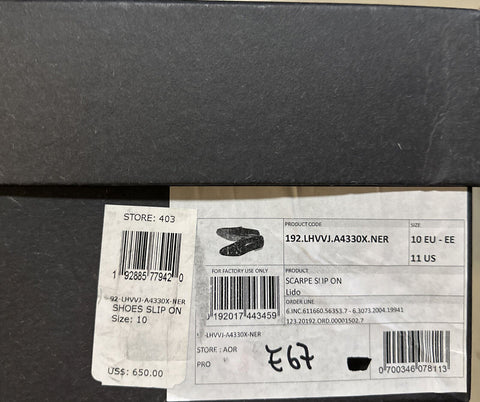 STORE: 403
1 92885 77942 0
92-LHVVJ-A4330X-NER
SHOES SLIP ON
Size: 10
US$: 650.00
PRODUCT CODE
192.LHVVJ.A4330X.NER
SIZE
10 EU - EE
11 US
FOR FACTORY USE ONLY
J192017443459
PRODUCT
SCARPE SLIP ON
Lido
ORDER LINE
6.INC.611660.56353.7 - 6.3073.2004.19941
123-20192.ORD.00001502.7
-LHVVJ-A4330X-NER
STORE : AOR
PRO
E67
0 700346 078113